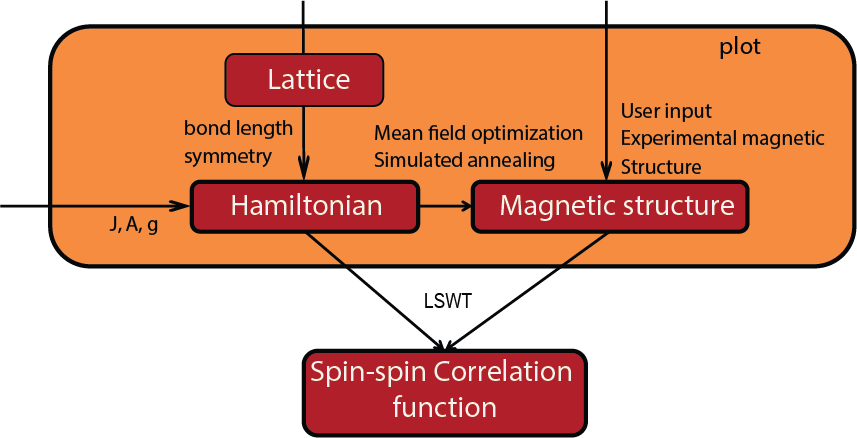 plot
Lattice
bond length
symmetry
Mean field optimization
Simulated annealing
User input
Experimental magnetic
Structure
J, A, g
Hamiltonian
Magnetic structure
LSWT
Spin-spin Correlation
function